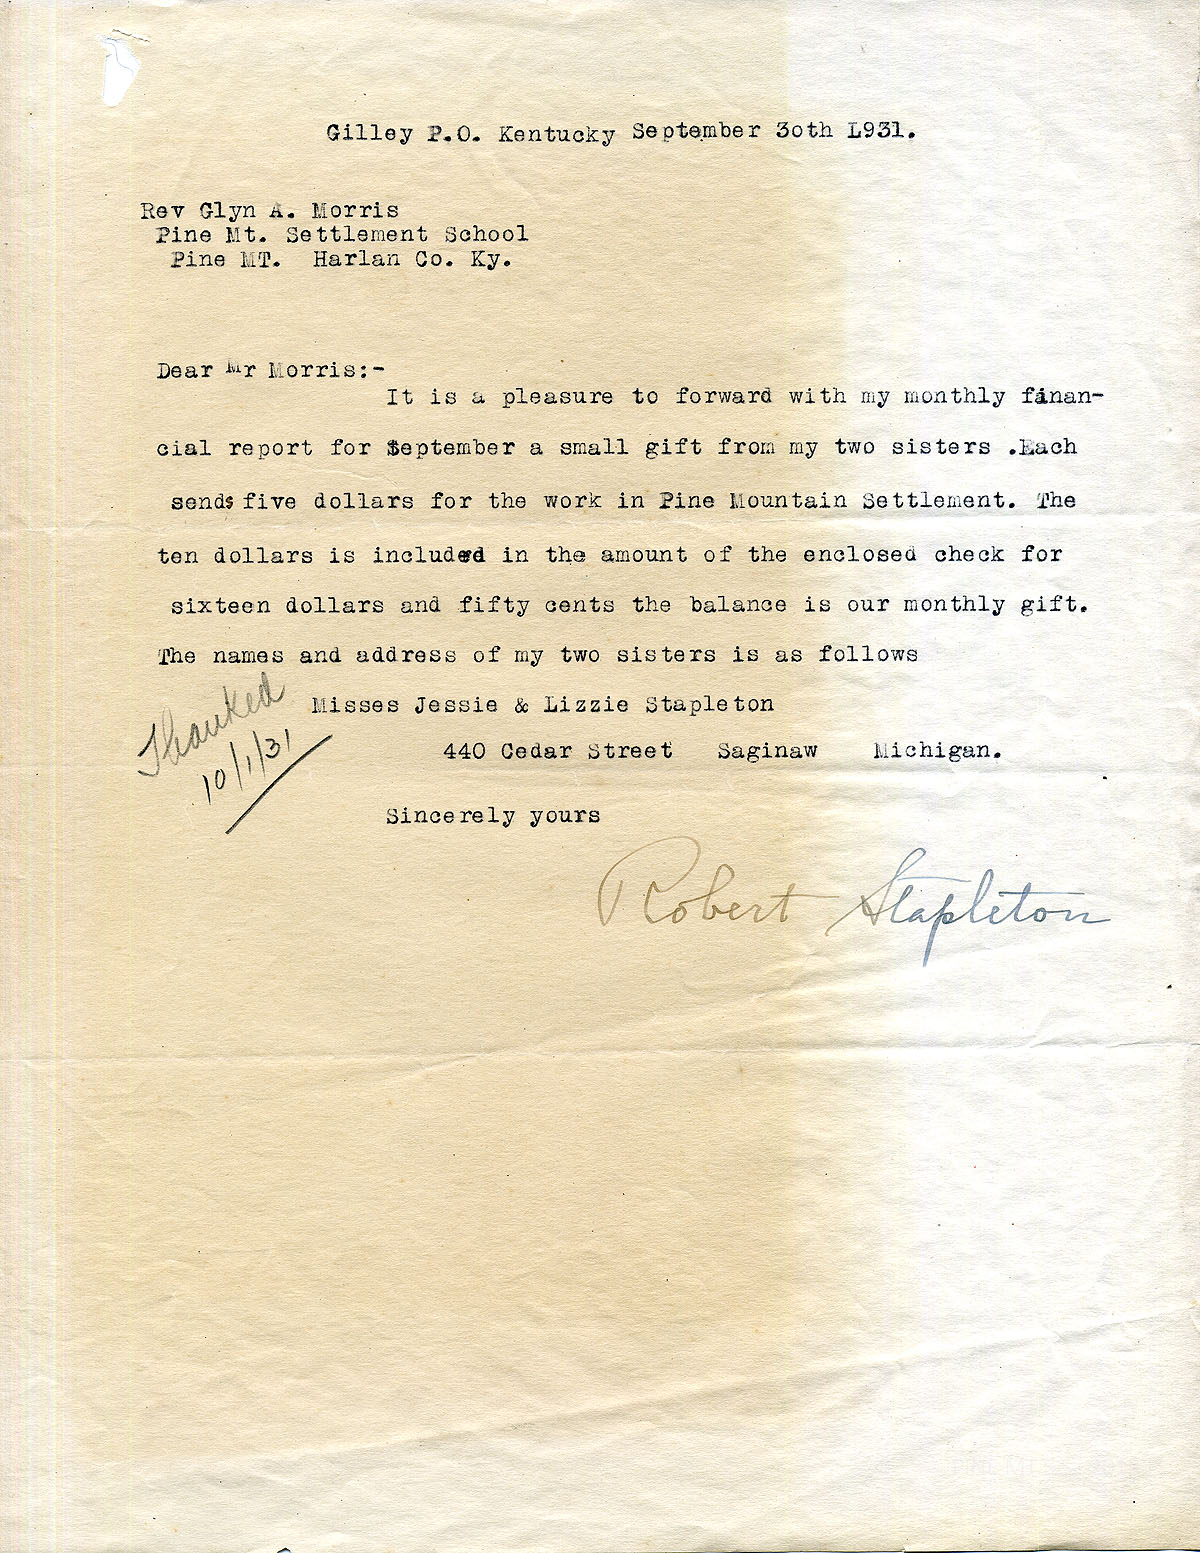 Gilley P.O. Kentucky September 3oth L931.
Rev Glyn A. Morris
Pine Mt. Settlement School
Pine MT. Harlan Co. Ky.
Dear Mr Morris:-
It is a pleasure to forward with my monthly finan-
cial report for September a small gift from my two sisters .Each
sends five dollars for the work in Pine Mountain Settlement. The
ten dollars is included in the amount of the enclosed check for
sixteen dollars and fifty cents the balance is our monthly gift.
The names and address of my two sisters is as follows
Misses Jessie & Lizzie Stapleton
440 Cedar Street Saginaw Michigan.
Thanked
10/1/31
Sincerely yours
Robert Stapleton